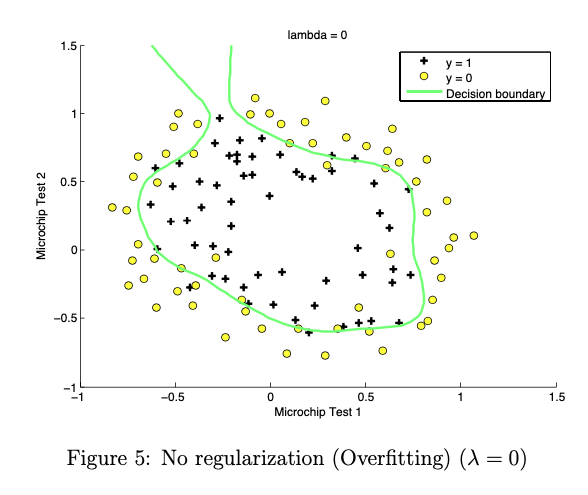 lambda = 0
1.5
y = 1
y = 0
Decision boundary
1
0.5
Microchip Test 2
0
−0.5
−1
−1
−0.5
0
0.5
1
1.5
Microchip Test 1
Figure 5: No regularization (Overfitting) (λ = 0)